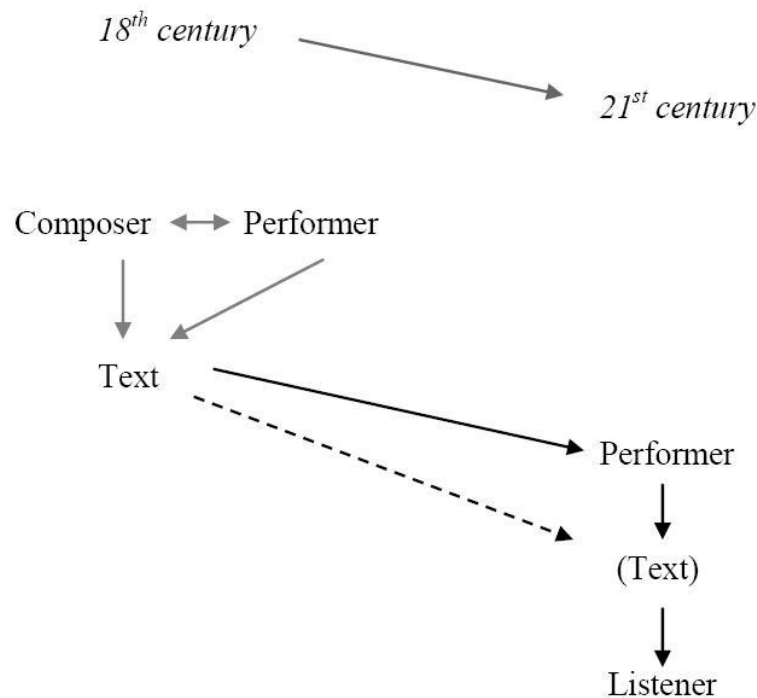 18th century
21st century
Composer Performer
Text
Performer
(Text)
Listener